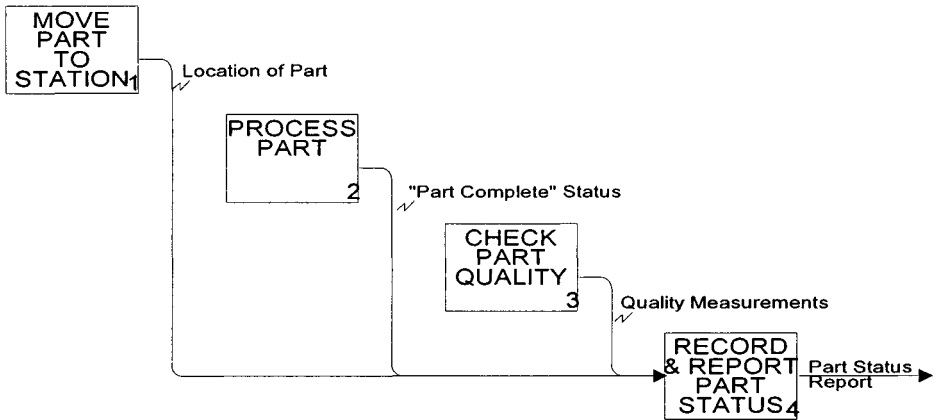 MOVE
PART
TO
STATION
1
Location of Part
PROCESS
PART
2
"Part Complete" Status
CHECK
PART
QUALITY
3
Quality Measurements
RECORD
& REPORT
PART
STATUS
4
Part Status
Report